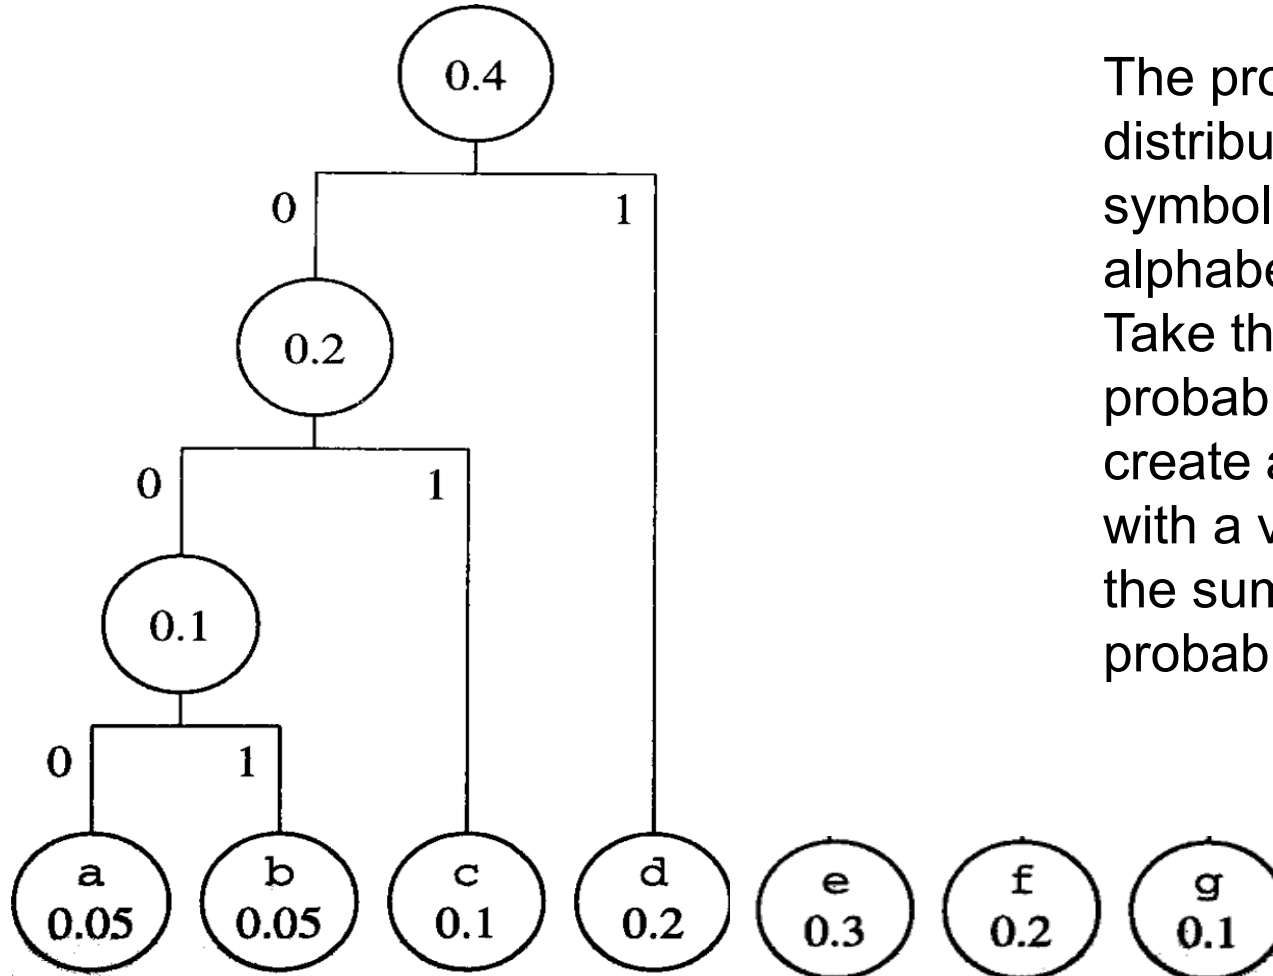 0.4
0 1
0.2
0 1
0.1
0 1
a b c d e f g
0.05 0.05 0.1 0.2 0.3 0.2 0.1
The pro
distribu
symbol
alphabe
Take th
probab
create a
with a v
the sum
probab